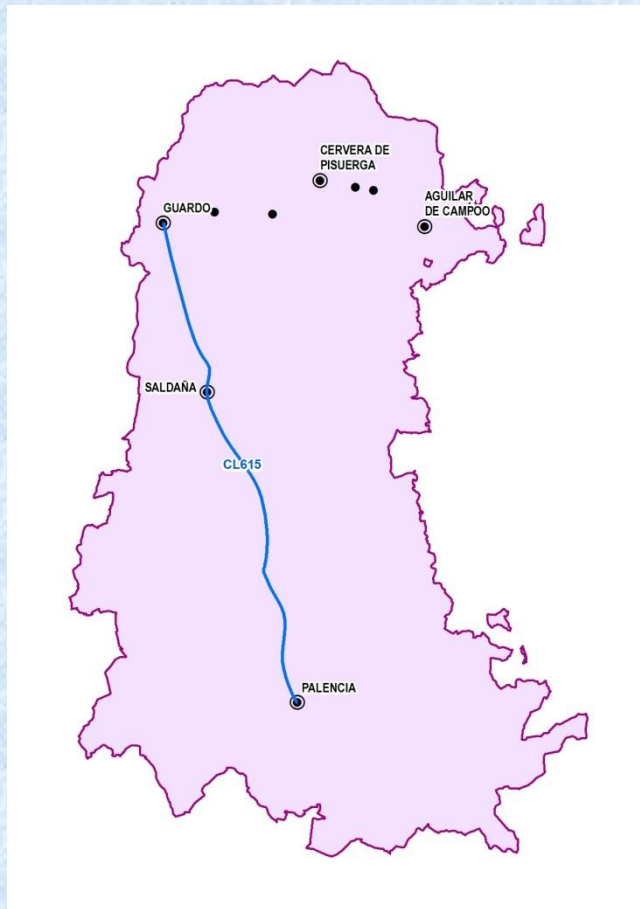 CERVERA DE
PISUERGA
AGUILAR
DE CAMPOO
GUARDO
SALDAÑA
CL615
PALENCIA